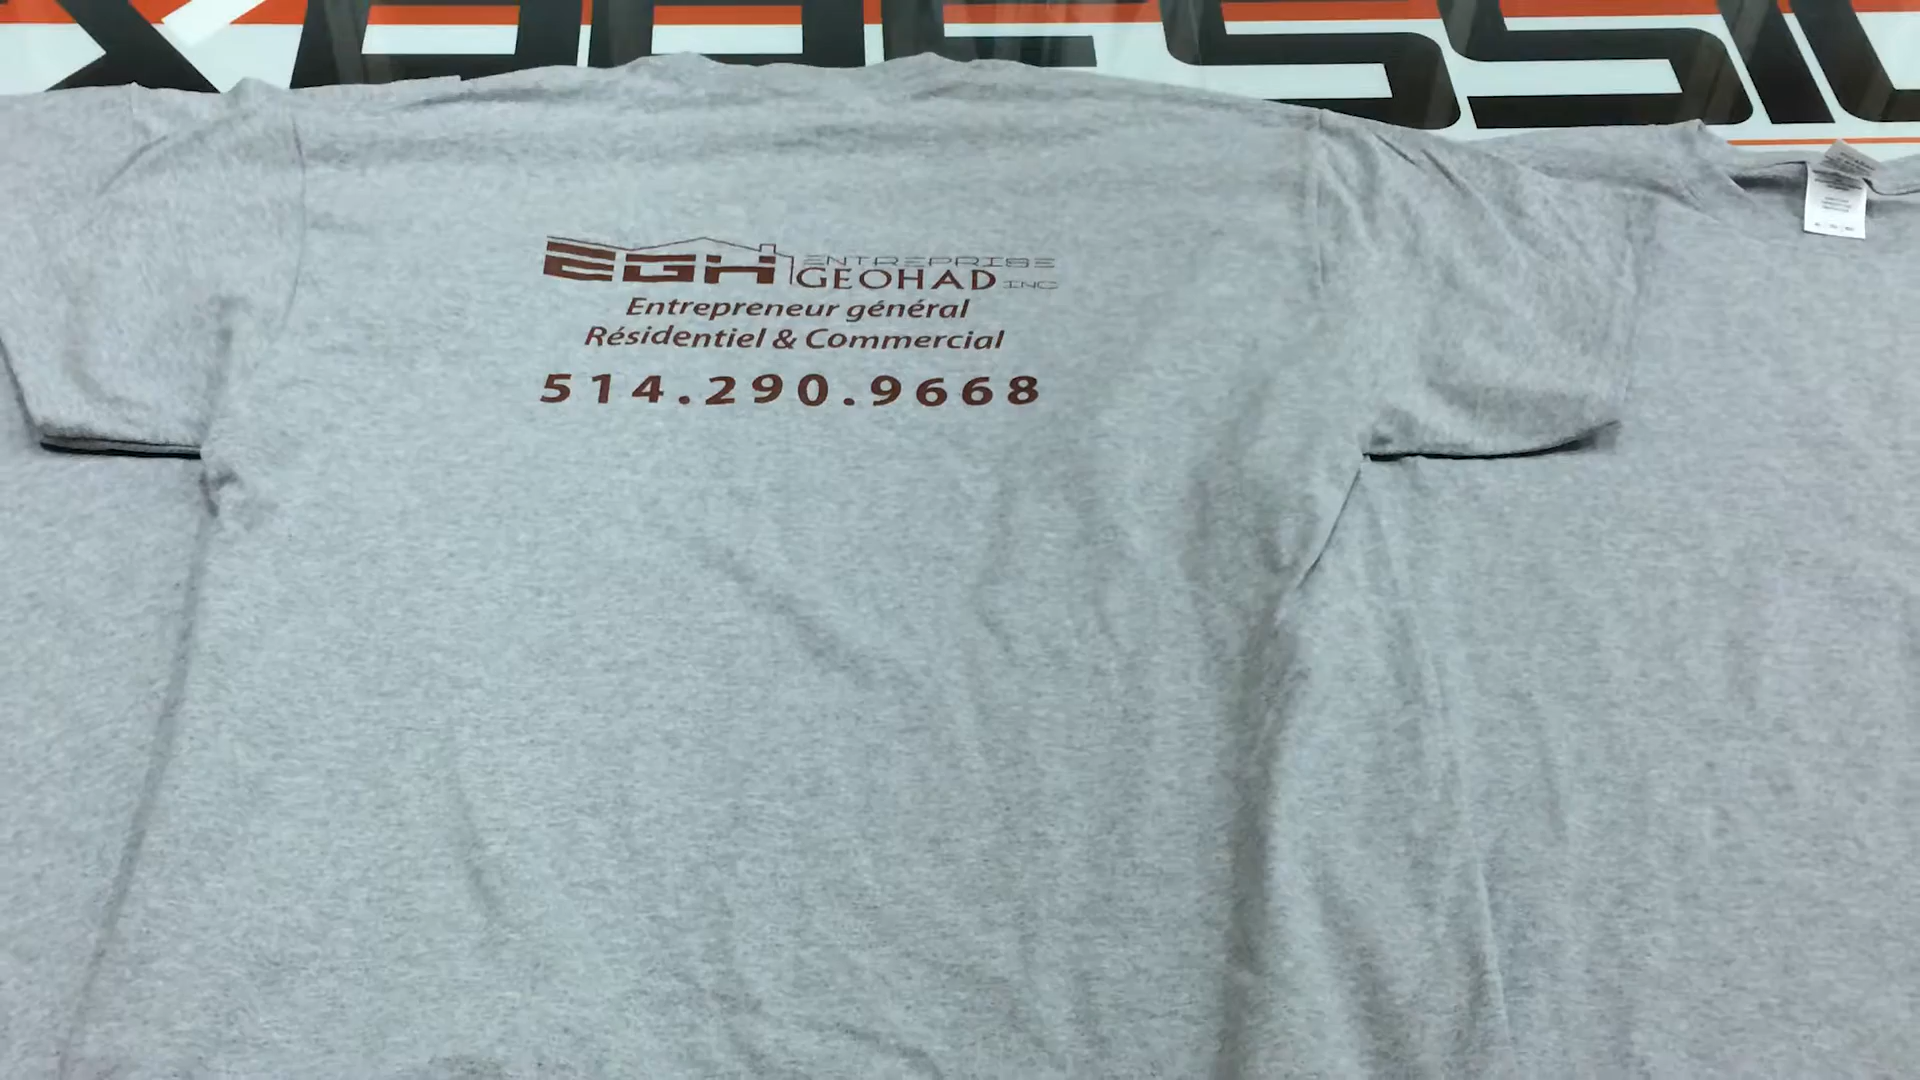 EGH ENTREPRISE
GEOHAD INC
Entrepreneur général
Résidentiel & Commercial
514.290.9668